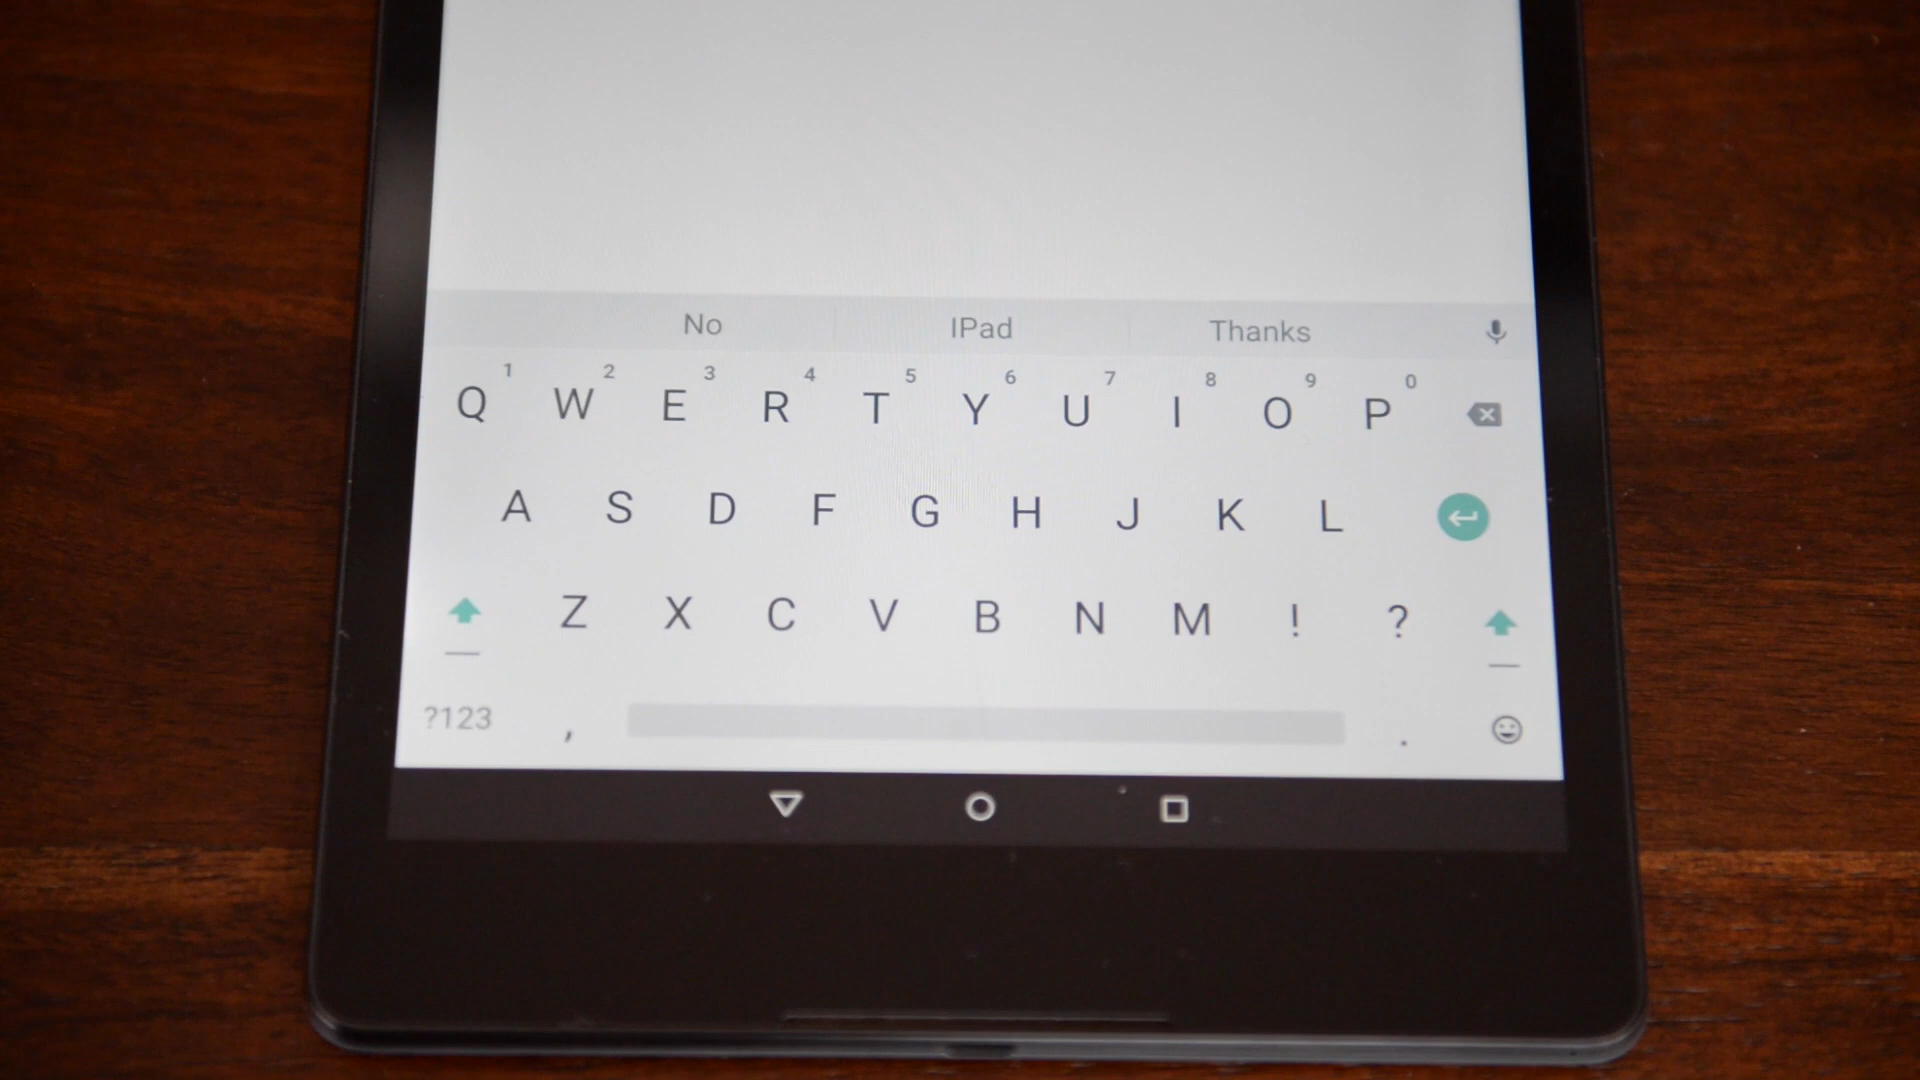 No IPad Thanks
1 2 3 4 5 6 7 8 9 0
Q W E R T Y U I O P
A S D F G H J K L
Z X C V B N M ! ?
?123 , .